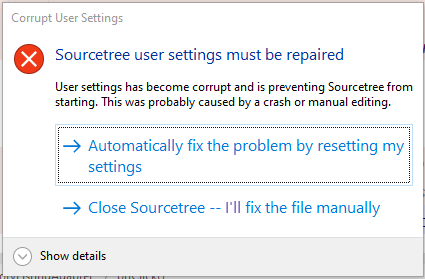 Corrupt User Settings
Sourcetree user settings must be repaired
User settings has become corrupt and is preventing Sourcetree from
starting. This was probably caused by a crash or manual editing.
Automatically fix the problem by resetting my
settings
Close Sourcetree -- I'll fix the file manually
Show details